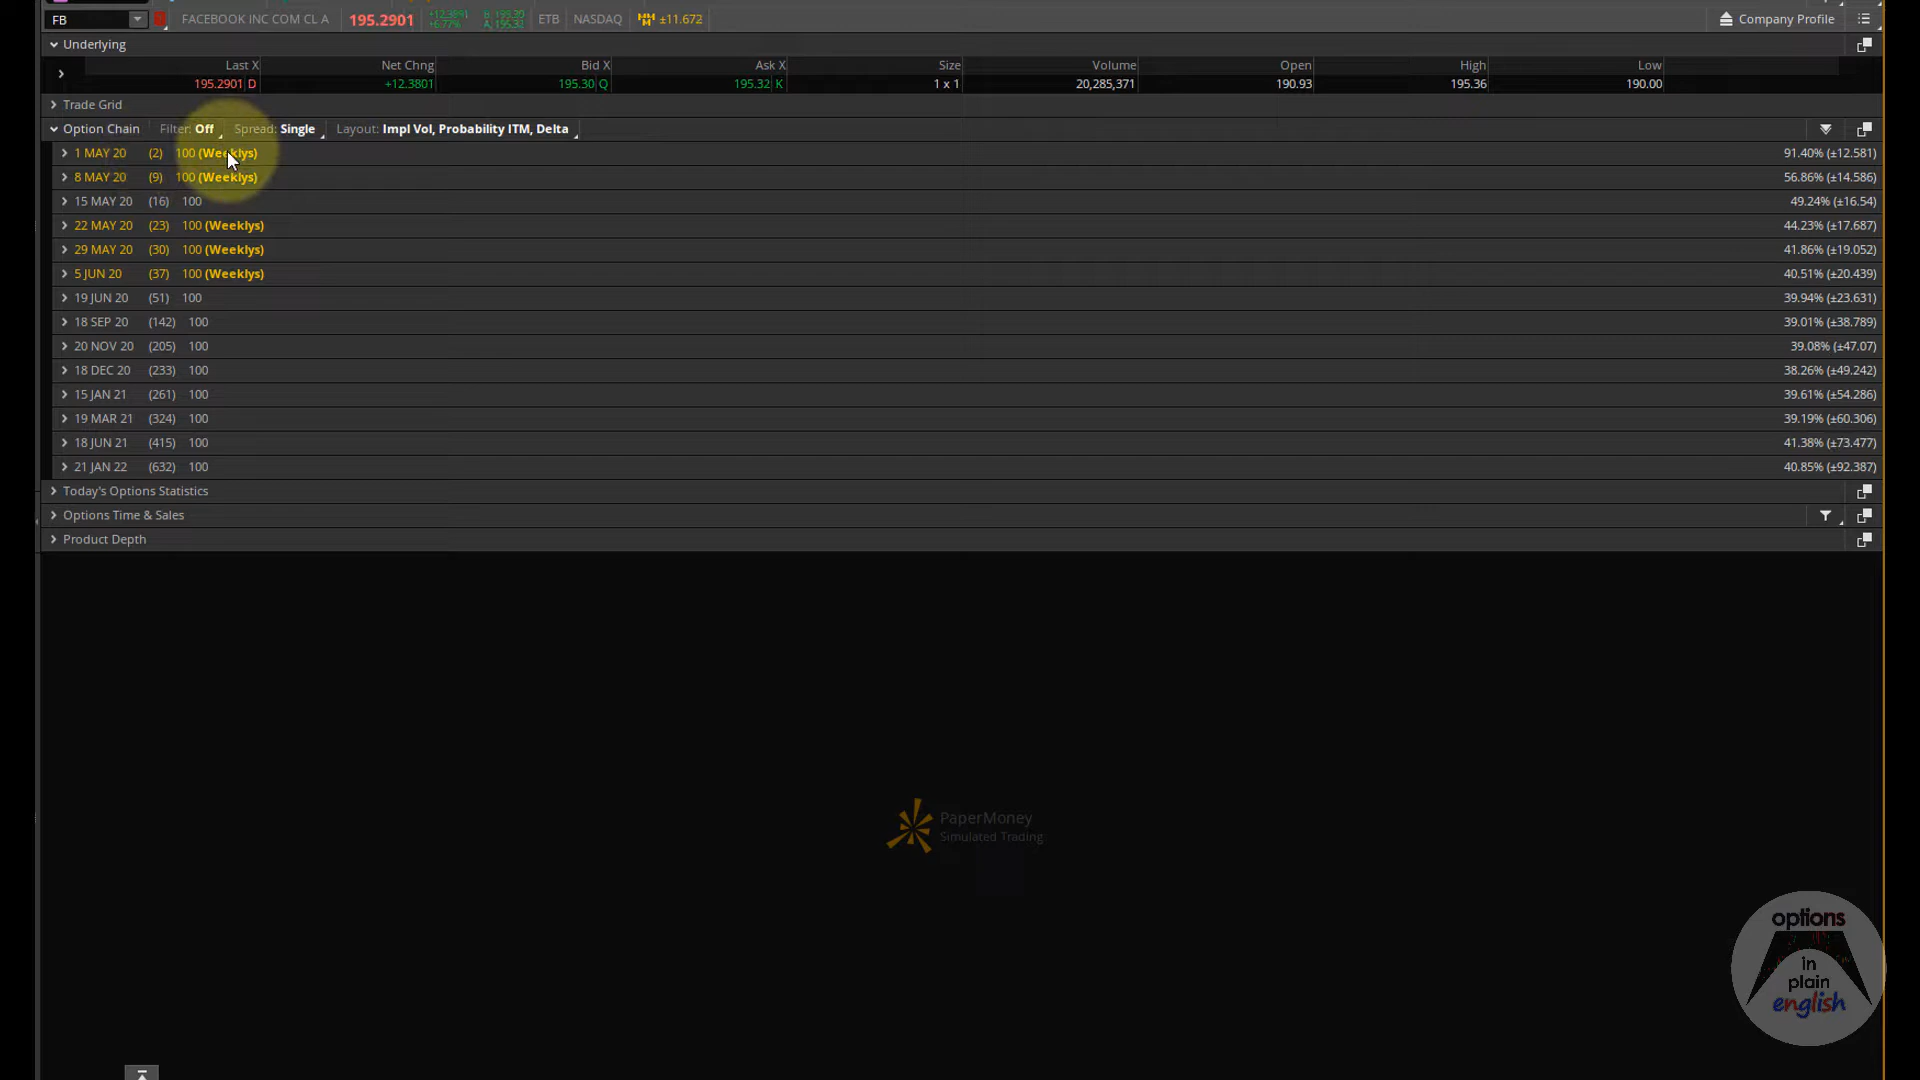 FB FACEBOOK INC COM CL A 195.2901 +12.3801 +6.77% B: 195.30 A: 195.32 ETB NASDAQ ±11.672 Company Profile
Underlying
Last X Net Chng Bid X Ask X Size Volume Open High Low
195.2901 D +12.3801 195.30 Q 195.32 K 1 x 1 20,285,371 190.93 195.36 190.00
Trade Grid
Option Chain Filter: Off Spread: Single Layout: Impl Vol, Probability ITM, Delta
1 MAY 20 (2) 100 (Weeklys) 91.40% (±12.581)
8 MAY 20 (9) 100 (Weeklys) 56.86% (±14.586)
15 MAY 20 (16) 100 49.24% (±16.54)
22 MAY 20 (23) 100 (Weeklys) 44.23% (±17.687)
29 MAY 20 (30) 100 (Weeklys) 41.86% (±19.052)
5 JUN 20 (37) 100 (Weeklys) 40.51% (±20.439)
19 JUN 20 (51) 100 39.94% (±23.631)
18 SEP 20 (142) 100 39.01% (±38.789)
20 NOV 20 (205) 100 39.08% (±47.07)
18 DEC 20 (233) 100 38.26% (±49.242)
15 JAN 21 (261) 100 39.61% (±54.286)
19 MAR 21 (324) 100 39.19% (±60.306)
18 JUN 21 (415) 100 41.38% (±73.477)
21 JAN 22 (632) 100 40.85% (±92.387)
Today's Options Statistics
Options Time & Sales
Product Depth
PaperMoney
Simulated Trading
options
in
plain
english